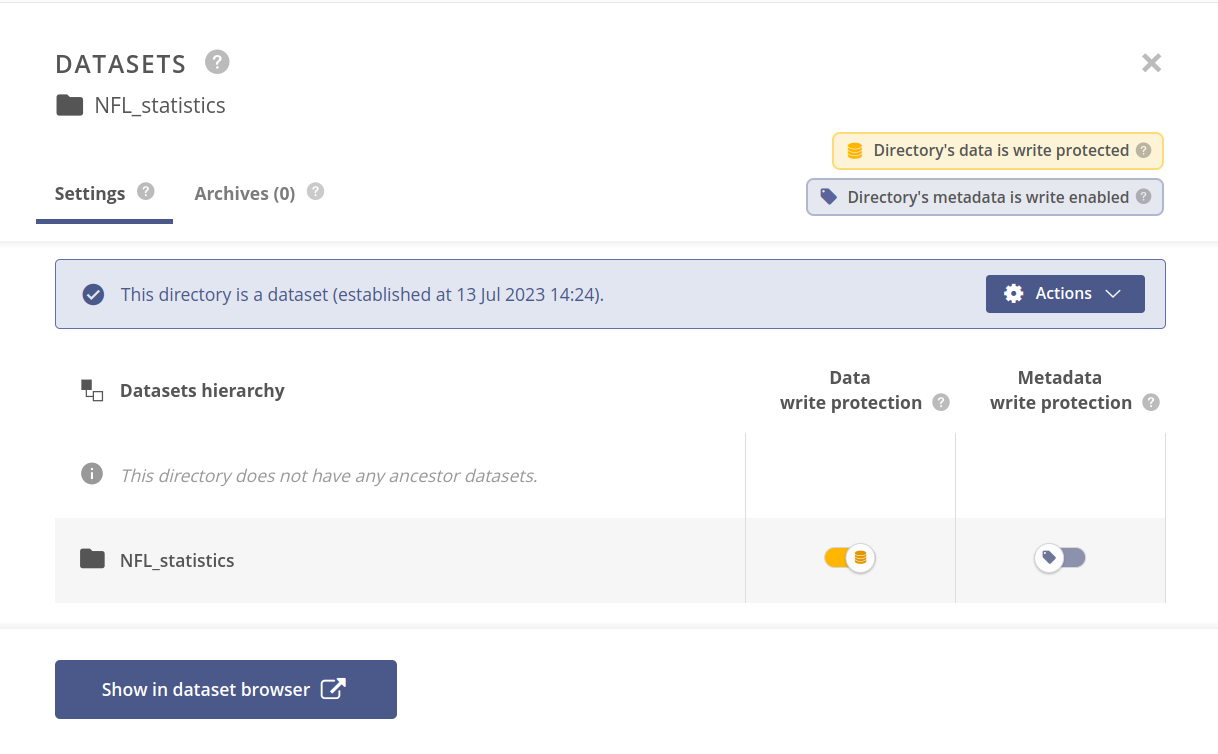 DATASETS ?
NFL_statistics
Directory's data is write protected ?
Settings ? Archives (0) ?
Directory's metadata is write enabled ?
This directory is a dataset (established at 13 Jul 2023 14:24).
Actions
Datasets hierarchy
Data
write protection ?
Metadata
write protection ?
This directory does not have any ancestor datasets.
NFL_statistics
Show in dataset browser